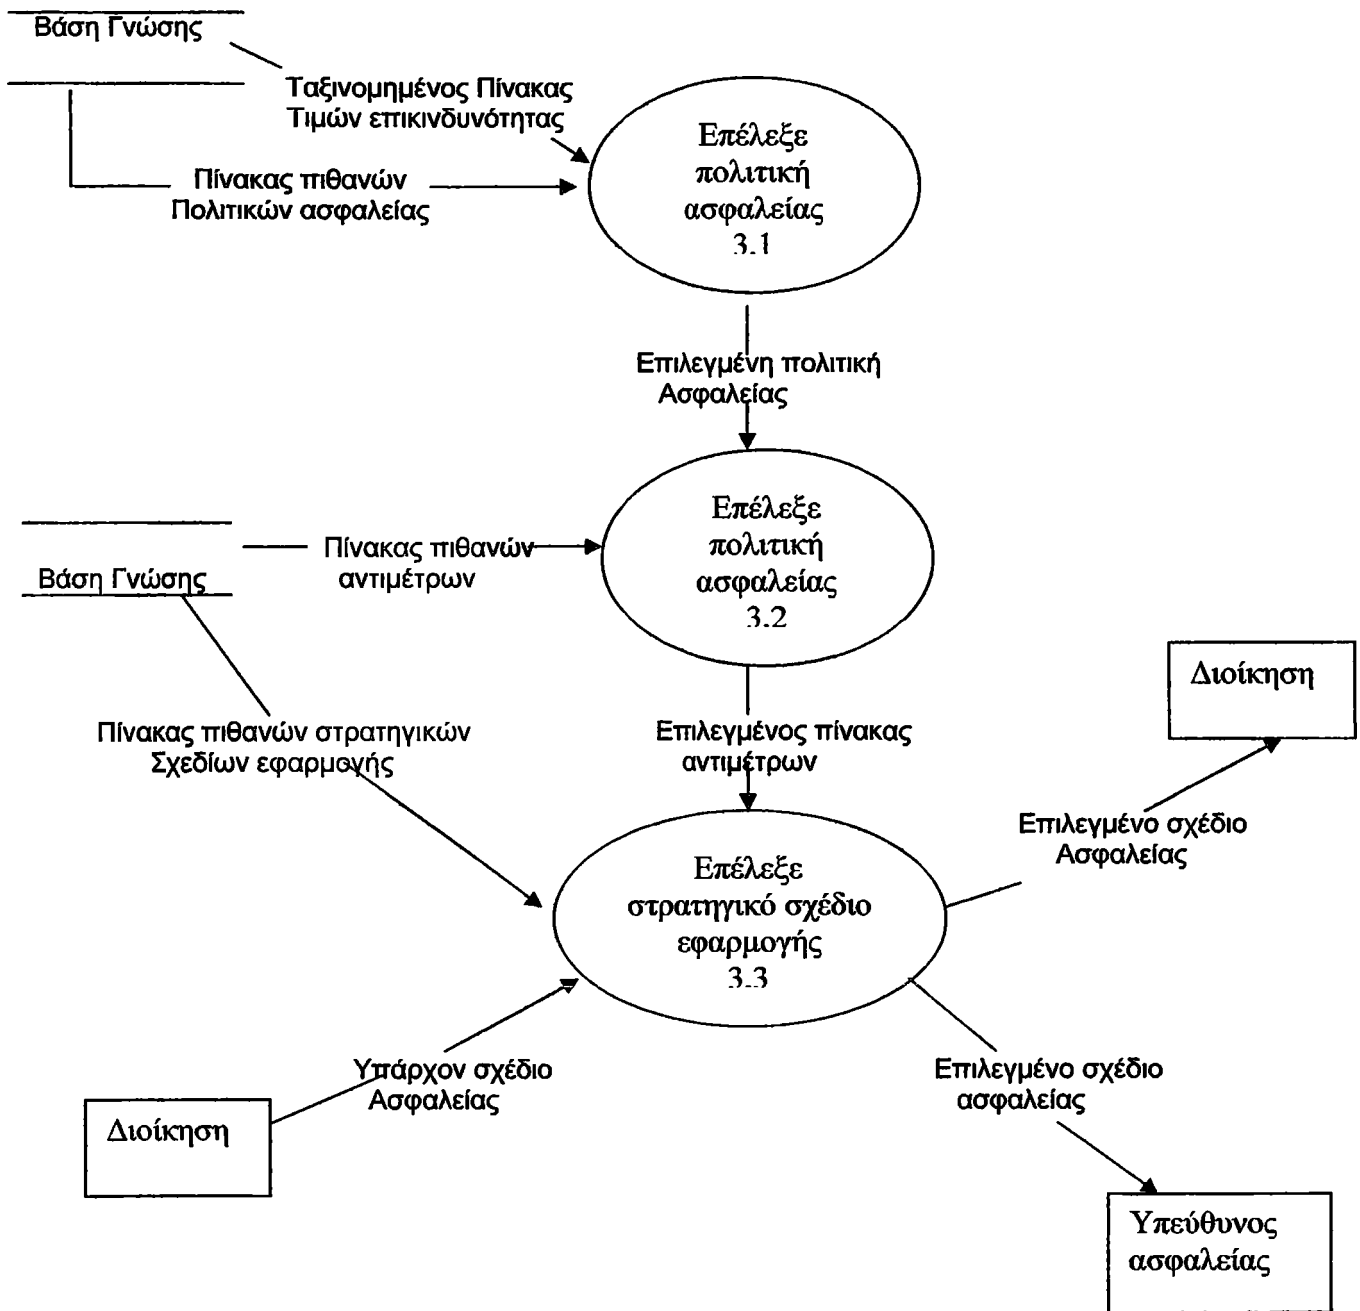 Βάση Γνώσης
Ταξινομημένος Πίνακας
Τιμών επικινδυνότητας
Πίνακας πιθανών
Πολιτικών ασφαλείας
Επέλεξε
πολιτική
ασφαλείας
3.1
Επιλεγμένη πολιτική
Ασφαλείας
Επέλεξε
πολιτική
ασφαλείας
3.2
Πίνακας πιθανών
αντιμέτρων
Βάση Γνώσης
Διοίκηση
Πίνακας πιθανών στρατηγικών
Σχεδίων εφαρμογής
Επιλεγμένος πίνακας
αντιμέτρων
Επιλεγμένο σχέδιο
Ασφαλείας
Επέλεξε
στρατηγικό σχέδιο
εφαρμογής
3.3
Υπάρχον σχέδιο
Ασφαλείας
Επιλεγμένο σχέδιο
ασφαλείας
Διοίκηση
Υπεύθυνος
ασφαλείας